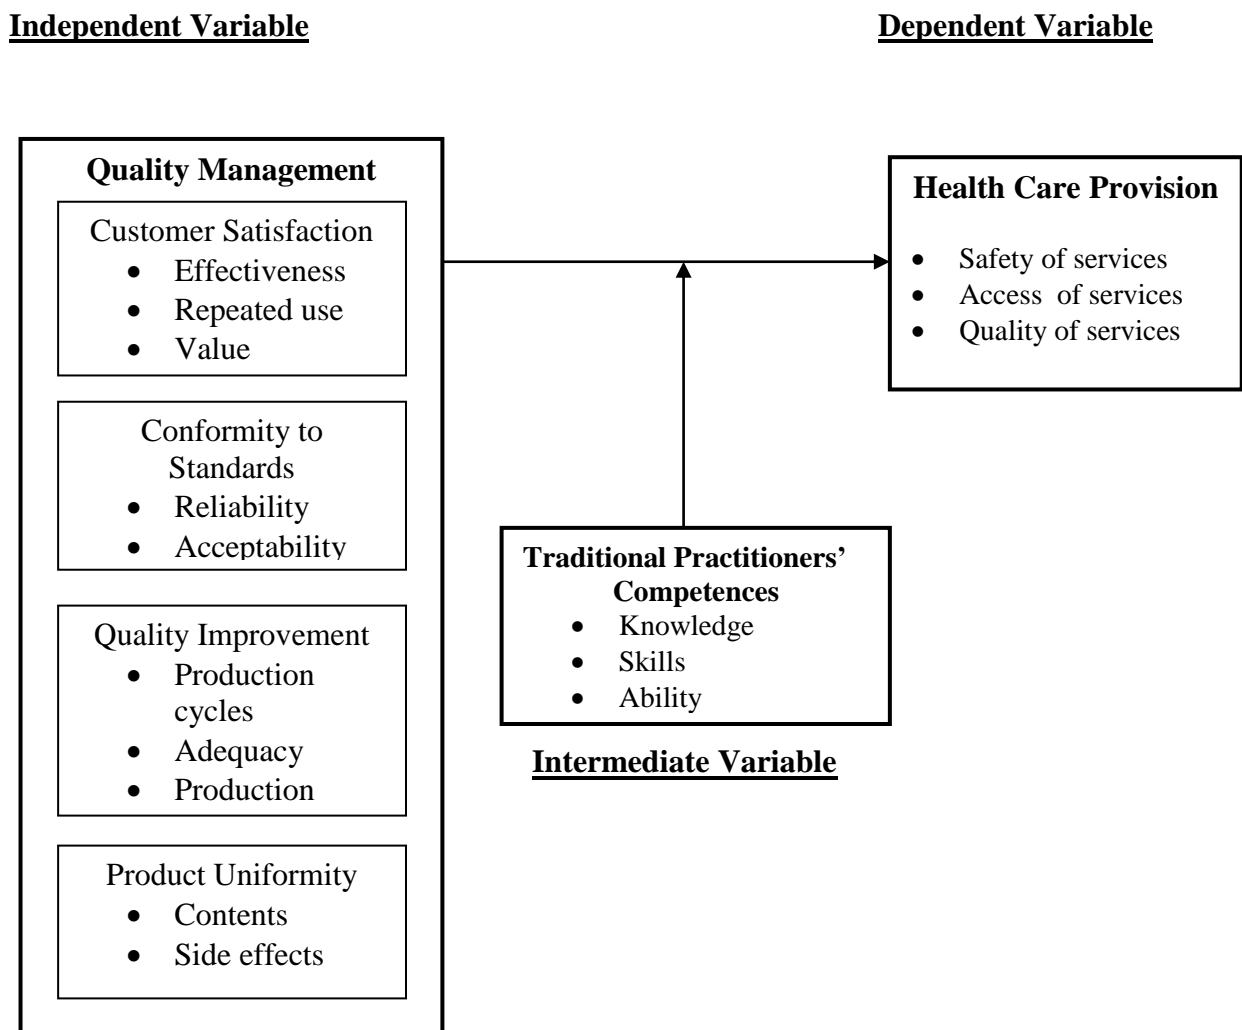 Independent Variable
Dependent Variable
Quality Management
Customer Satisfaction
• Effectiveness
• Repeated use
• Value
Conformity to
Standards
• Reliability
• Acceptability
Quality Improvement
• Production
cycles
• Adequacy
• Production
Product Uniformity
• Contents
• Side effects
Traditional Practitioners’
Competences
• Knowledge
• Skills
• Ability
Intermediate Variable
Health Care Provision
• Safety of services
• Access of services
• Quality of services